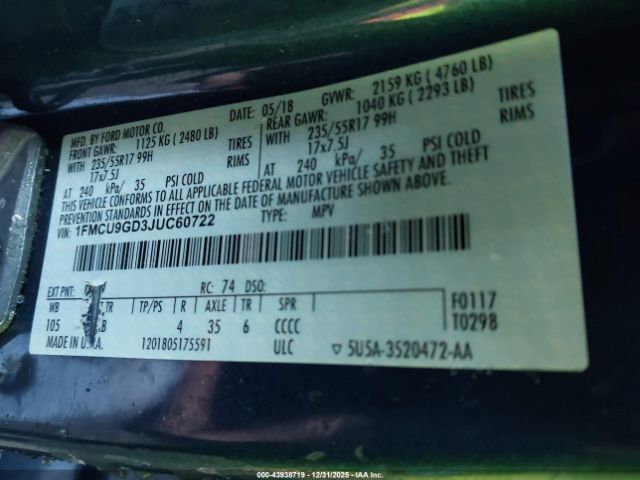 MFD. BY FORD MOTOR CO.
DATE: 05/18 GVWR: 2159 KG ( 4760 LB)
FRONT GAWR: 1125 KG ( 2480 LB)
REAR GAWR: 1040 KG ( 2293 LB)
WITH 235/55R17 99H TIRES
WITH 235/55R17 99H TIRES
17x7.5J RIMS
17x7.5J RIMS
AT 240 kPa/ 35 PSI COLD
AT 240 kPa/ 35 PSI COLD
THIS VEHICLE CONFORMS TO ALL APPLICABLE FEDERAL MOTOR VEHICLE SAFETY AND THEFT
PREVENTION STANDARDS IN EFFECT ON THE DATE OF MANUFACTURE SHOWN ABOVE.
VIN: 1FMCU9GD3JUC60722 TYPE: MPV
EXT PNT: RC: 74 DSO:
WB TR TP/PS R AXLE TR SPR F0117
105 B 4 35 6 CCCC T0298
MADE IN U.S.A. 1201805175591 ULC 5U5A-3520472-AA
000-43938719 - 12/31/2025 - IAA Inc.